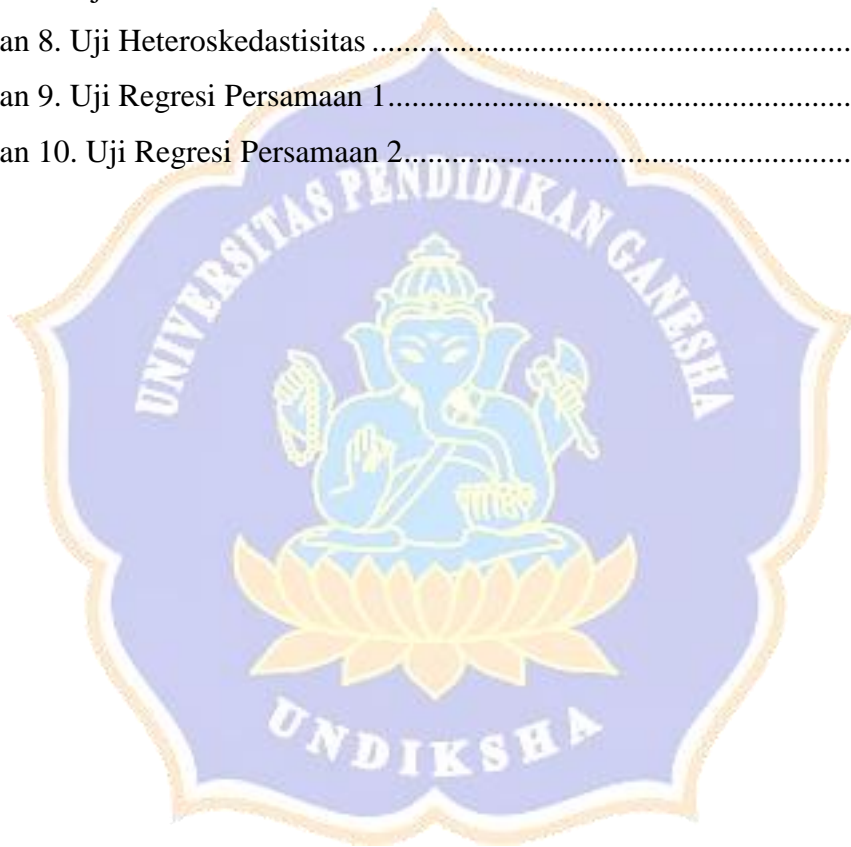 an 8. Uji Heteroskedastisitas ..........................................................
an 9. Uji Regresi Persamaan 1..........................................................
an 10. Uji Regresi Persamaan 2.........................................................
UNIVERSITAS PENDIDIKAN GANESHA
UNDIKSHA